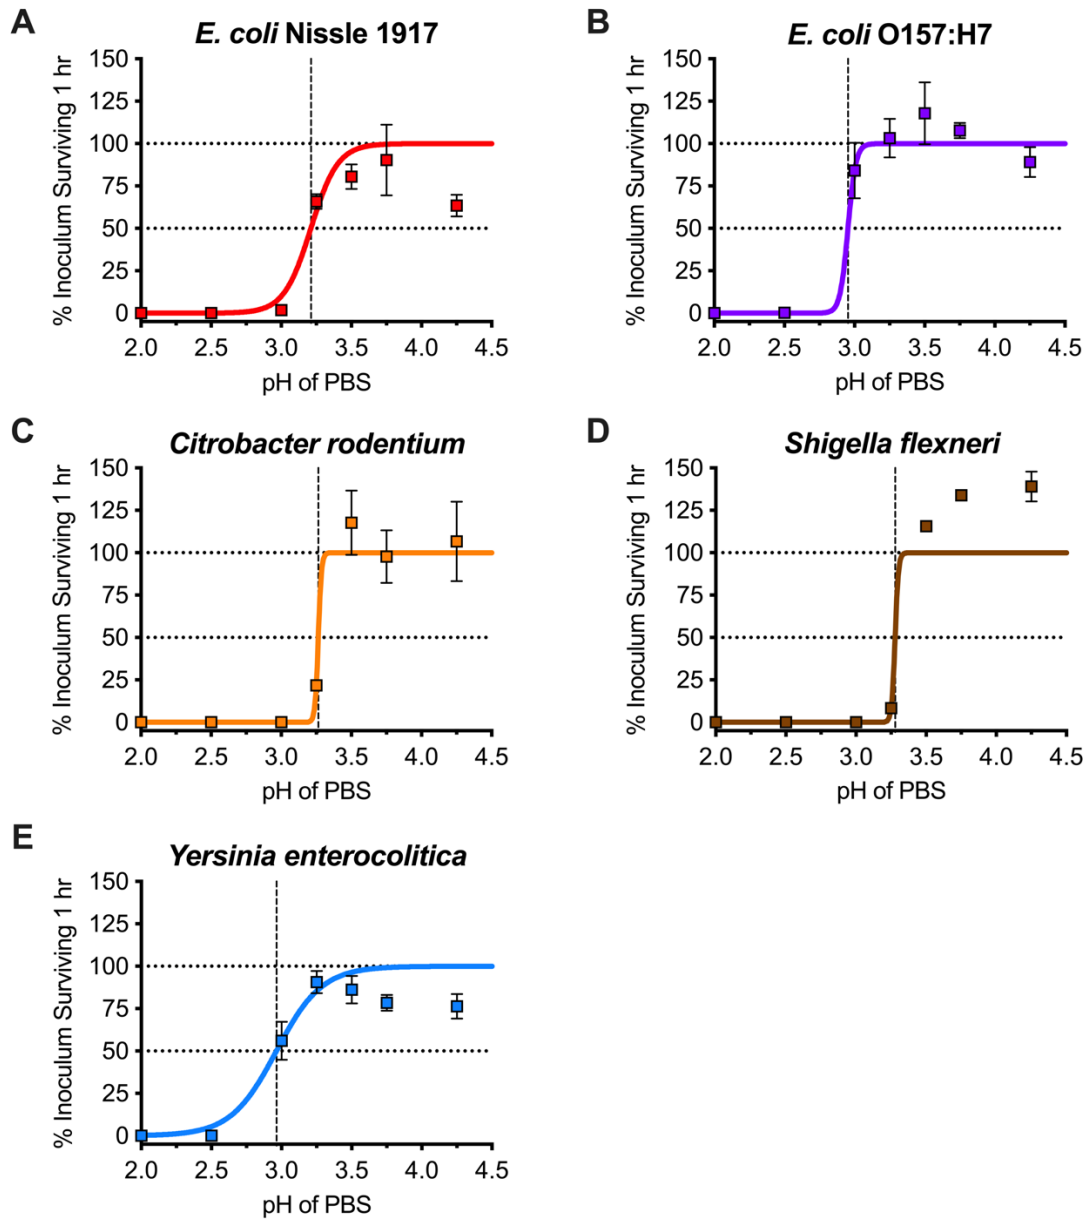 A
E. coli Nissle 1917
% Inoculum Surviving 1 hr
150
125
100
75
50
25
0
2.0 2.5 3.0 3.5 4.0 4.5
pH of PBS
B
E. coli O157:H7
% Inoculum Surviving 1 hr
150
125
100
75
50
25
0
2.0 2.5 3.0 3.5 4.0 4.5
pH of PBS
C
Citrobacter rodentium
% Inoculum Surviving 1 hr
150
125
100
75
50
25
0
2.0 2.5 3.0 3.5 4.0 4.5
pH of PBS
D
Shigella flexneri
% Inoculum Surviving 1 hr
150
125
100
75
50
25
0
2.0 2.5 3.0 3.5 4.0 4.5
pH of PBS
E
Yersinia enterocolitica
% Inoculum Surviving 1 hr
150
125
100
75
50
25
0
2.0 2.5 3.0 3.5 4.0 4.5
pH of PBS